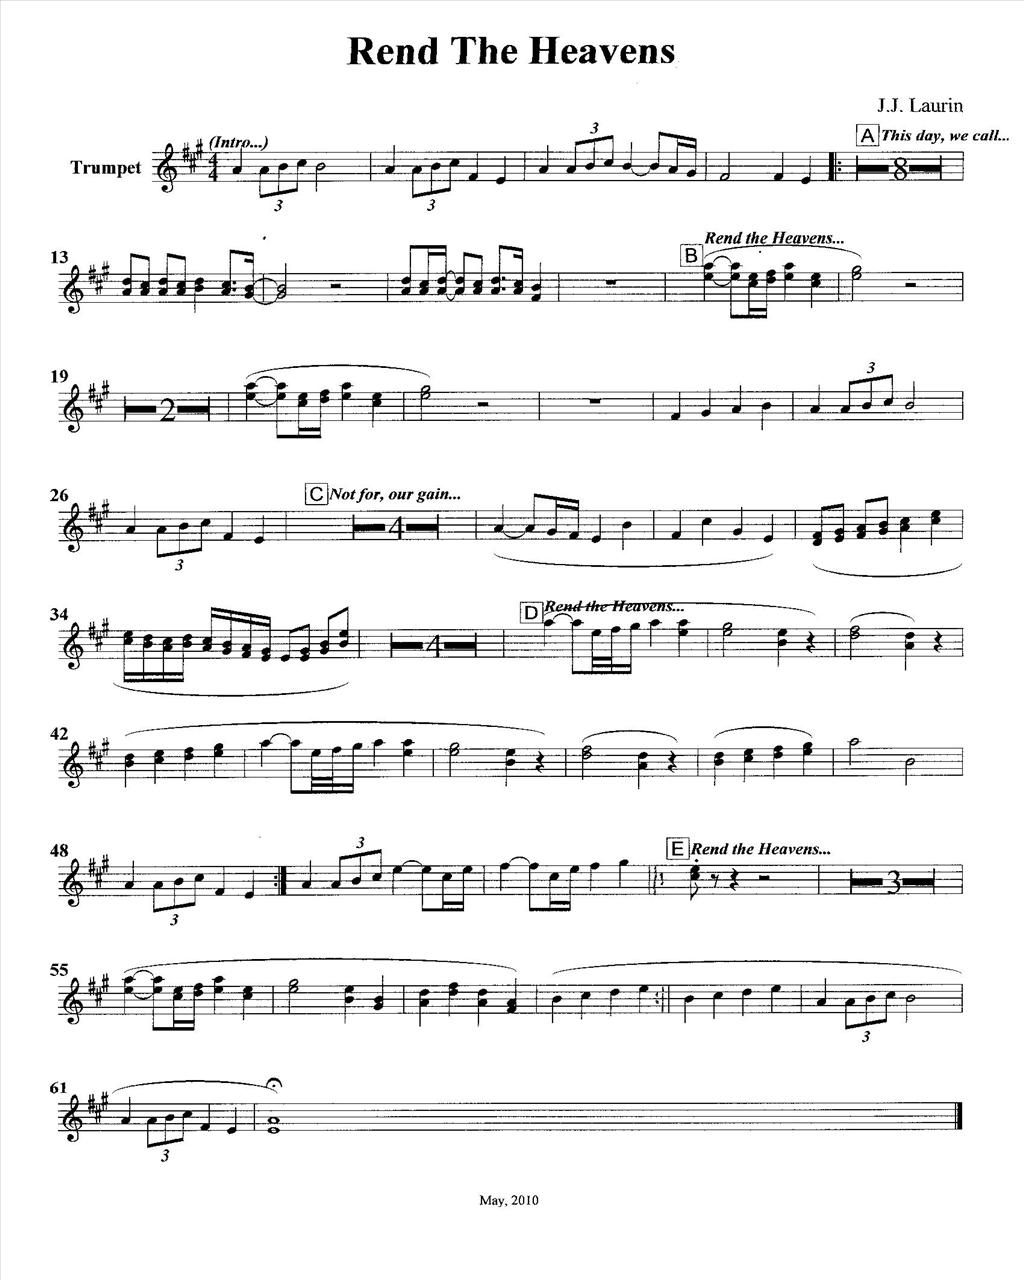 Rend The Heavens
J.J. Laurin
A This day, we call...
(Intro...)
3
Trumpet
4
4
8
3
3
13
Rend the Heavens...
B
19
3
2
26
C Not for, our gain...
4
3
34
D Rend the Heavens...
4
42
48
3
E Rend the Heavens...
3
3
55
3
61
3
May, 2010